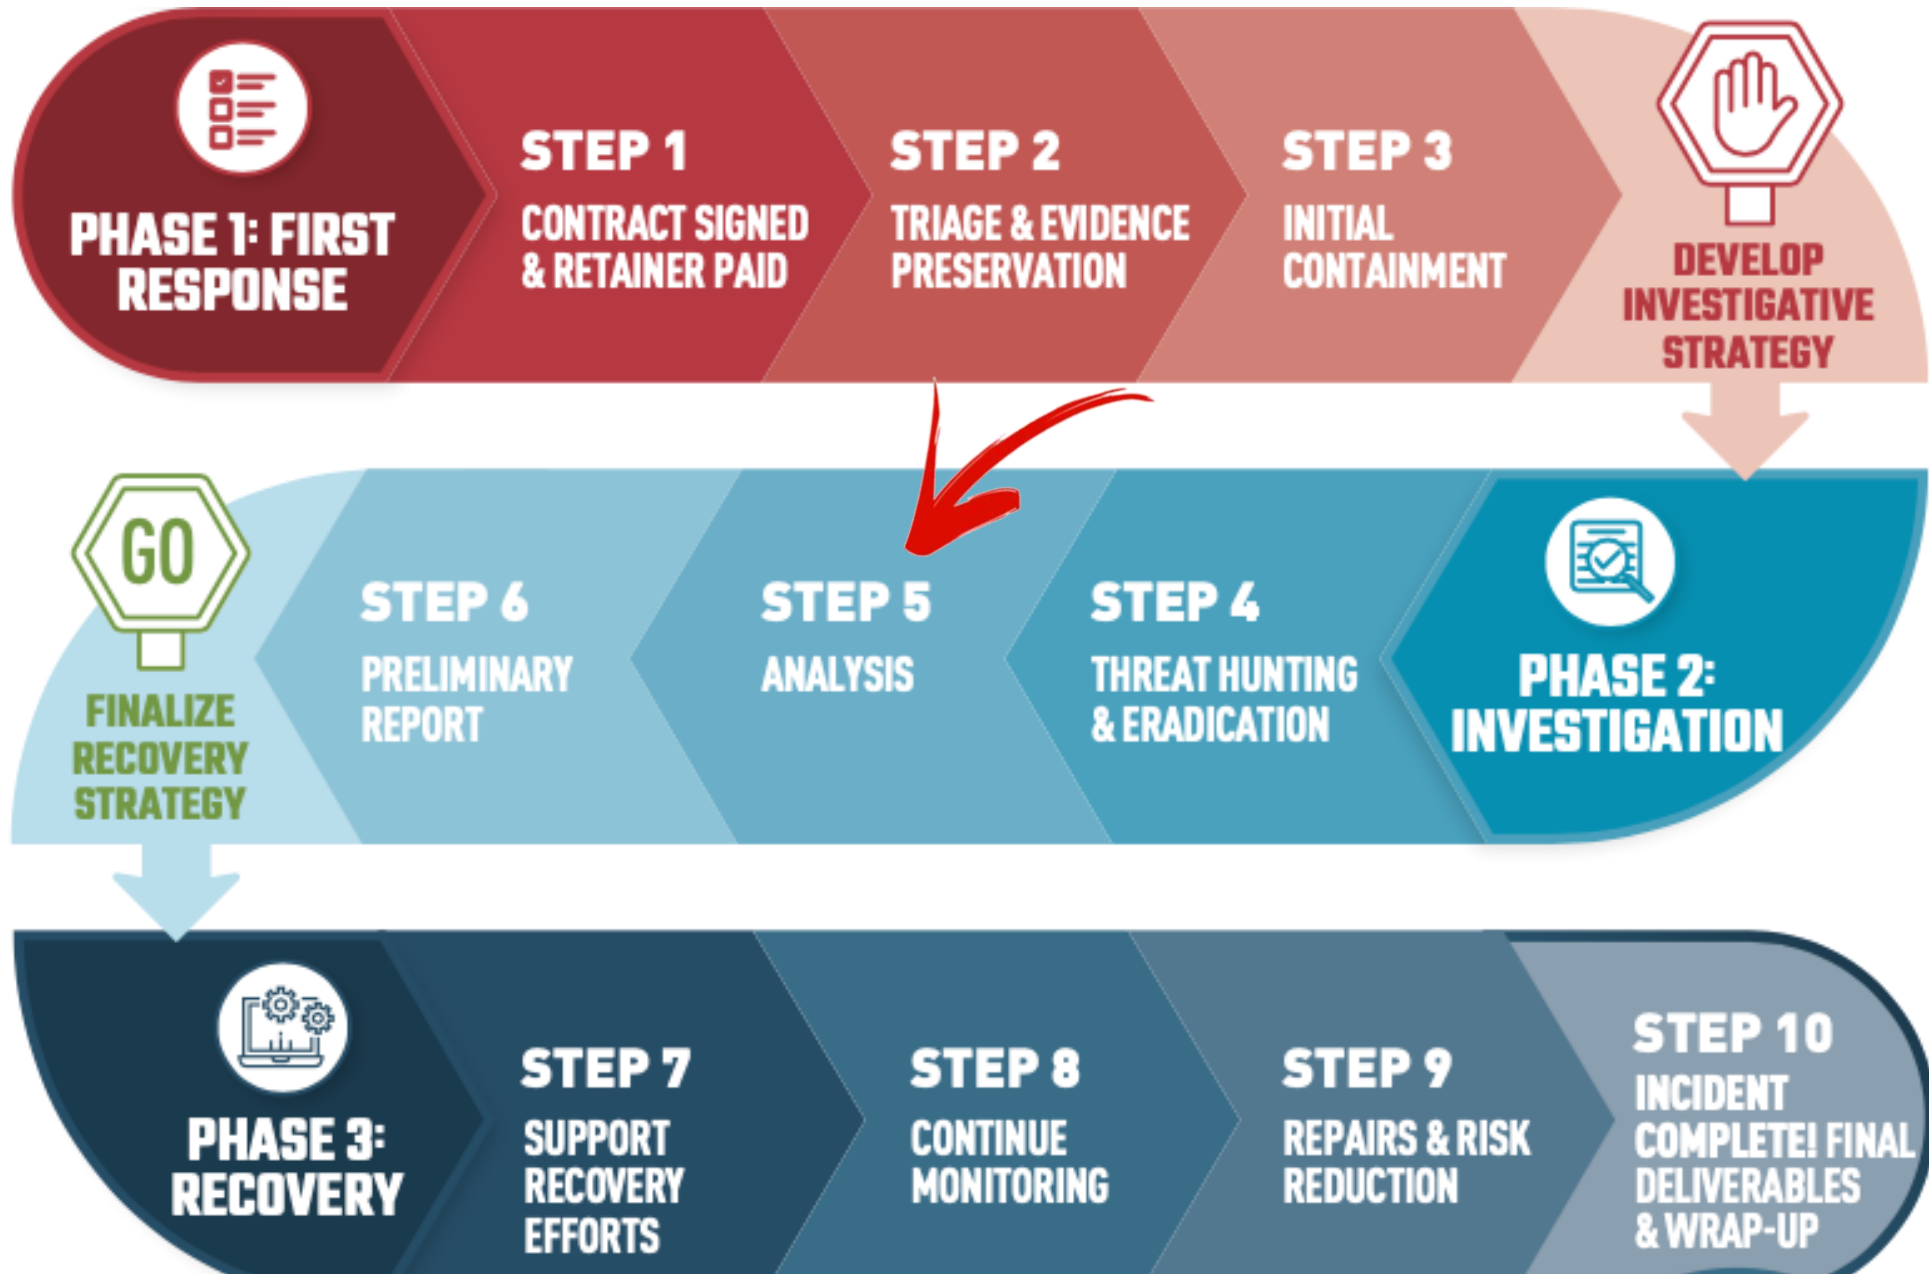 PHASE 1: FIRST
RESPONSE
STEP 1
CONTRACT SIGNED
& RETAINER PAID
STEP 2
TRIAGE & EVIDENCE
PRESERVATION
STEP 3
INITIAL
CONTAINMENT
DEVELOP
INVESTIGATIVE
STRATEGY
PHASE 2:
INVESTIGATION
STEP 4
THREAT HUNTING
& ERADICATION
STEP 5
ANALYSIS
STEP 6
PRELIMINARY
REPORT
GO
FINALIZE
RECOVERY
STRATEGY
PHASE 3:
RECOVERY
STEP 7
SUPPORT
RECOVERY
EFFORTS
STEP 8
CONTINUE
MONITORING
STEP 9
REPAIRS & RISK
REDUCTION
STEP 10
INCIDENT
COMPLETE! FINAL
DELIVERABLES
& WRAP-UP